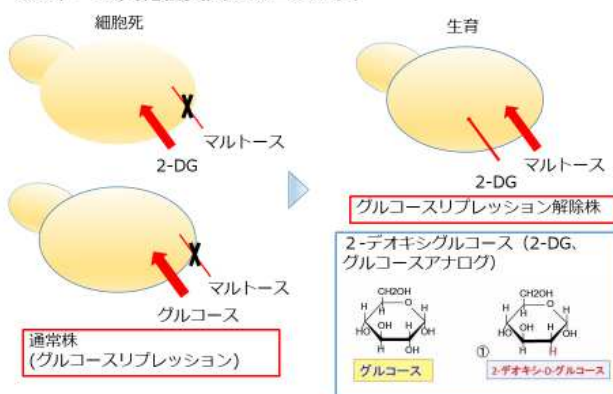 細胞死
マルトース
2-DG
マルトース
グルコース
通常株
(グルコースリプレッション)
生育
マルトース
2-DG
グルコースリプレッション解除株
2-デオキシグルコース（2-DG、
グルコースアナログ）
CH2OH
O
H
H
H
H
OH
H
HO
OH
H
OH
グルコース
CH2OH
O
H
H
H
H
OH
H
HO
OH
H
H
①
2-デオキシ-D-グルコース